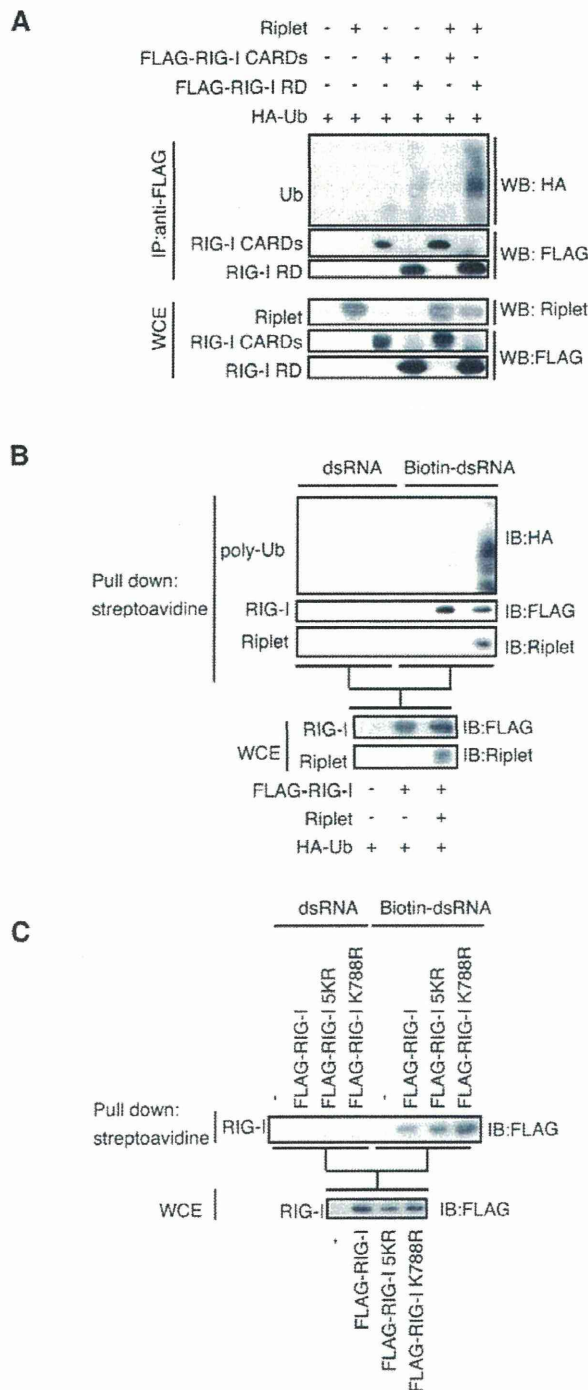 A
Riplet - + - - + +
FLAG-RIG-I CARDs - - + - + -
FLAG-RIG-I RD - - - + - +
HA-Ub + + + + + +
IP:anti-FLAG
Ub
WB: HA
RIG-I CARDs
WB: FLAG
RIG-I RD
WCE
Riplet
WB: Riplet
RIG-I CARDs
WB:FLAG
RIG-I RD
B
dsRNA Biotin-dsRNA
poly-Ub
IB:HA
Pull down:
streptoavidine
RIG-I
IB:FLAG
Riplet
IB:Riplet
WCE
RIG-I
IB:FLAG
Riplet
IB:Riplet
FLAG-RIG-I - + +
Riplet - - +
HA-Ub + + +
C
dsRNA Biotin-dsRNA
-
FLAG-RIG-I
FLAG-RIG-I 5KR
FLAG-RIG-I K788R
-
FLAG-RIG-I
FLAG-RIG-I 5KR
FLAG-RIG-I K788R
Pull down:
streptoavidine
RIG-I
IB:FLAG
WCE
RIG-I
IB:FLAG
-
FLAG-RIG-I
FLAG-RIG-I 5KR
FLAG-RIG-I K788R